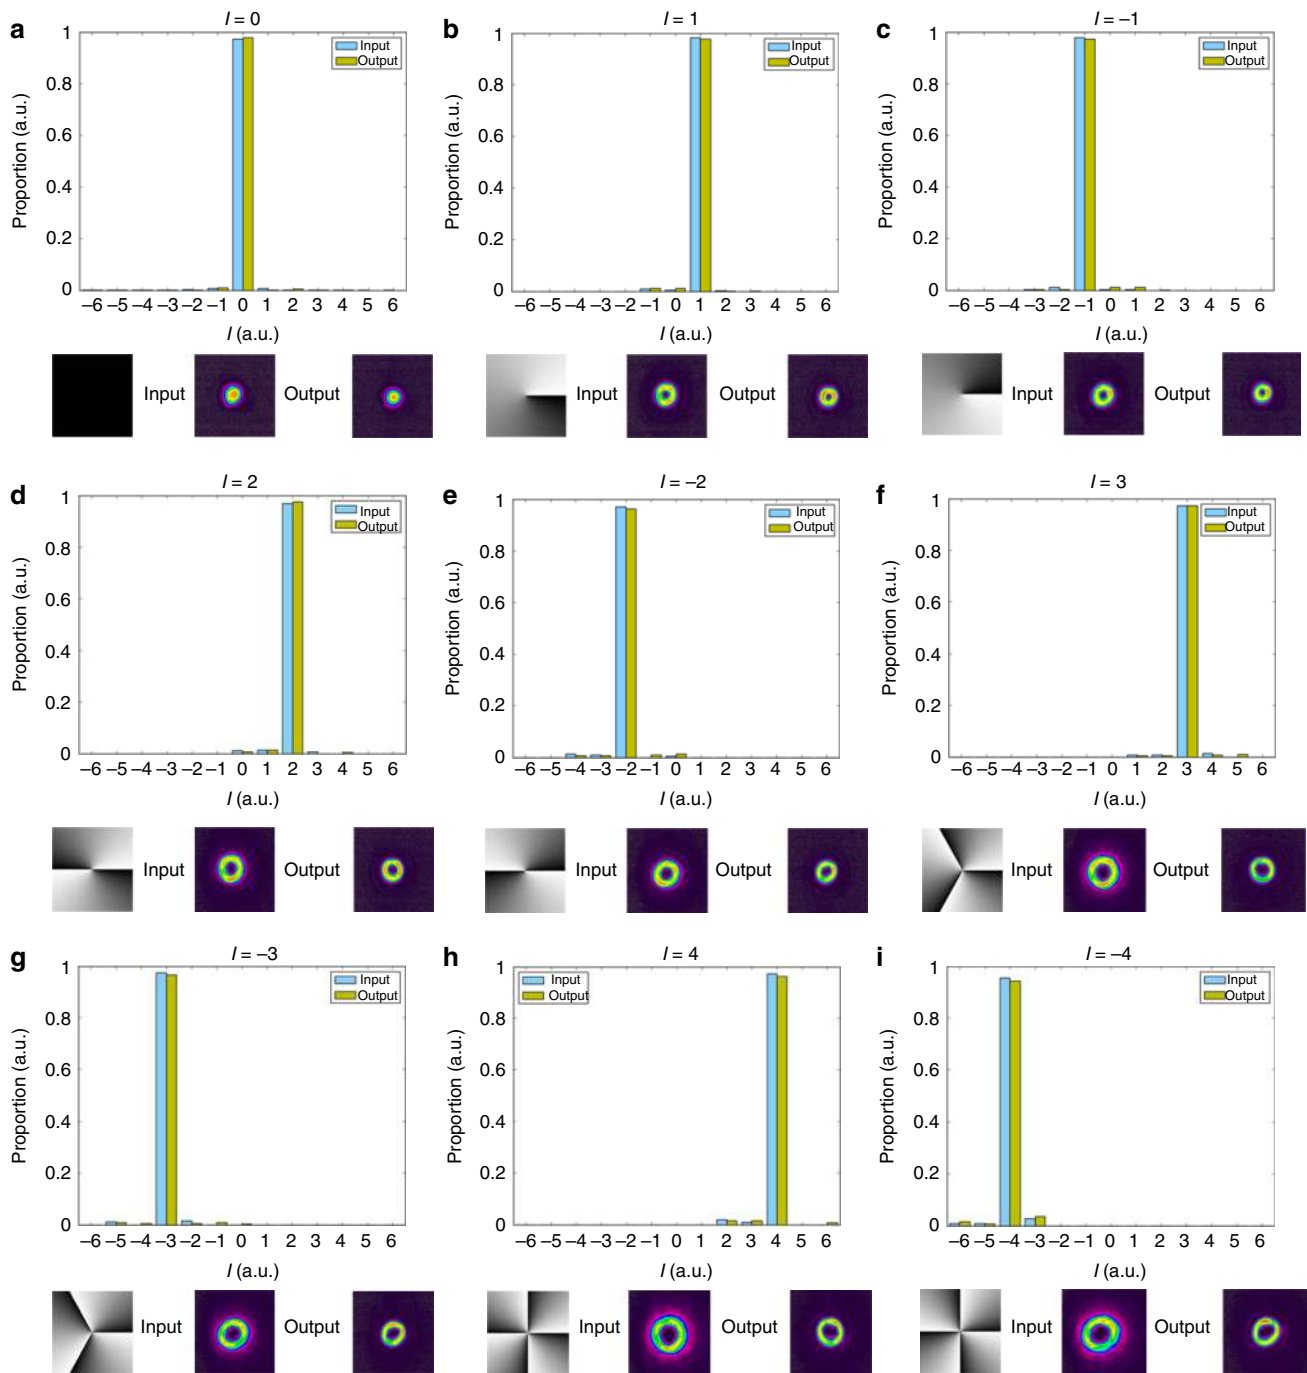 a
l = 0
Proportion (a.u.)
1
0.8
0.6
0.4
0.2
0
Input
Output
–6 –5 –4 –3 –2 –1 0 1 2 3 4 5 6
l (a.u.)
Input Output
b
l = 1
Proportion (a.u.)
1
0.8
0.6
0.4
0.2
0
Input
Output
–6 –5 –4 –3 –2 –1 0 1 2 3 4 5 6
l (a.u.)
Input Output
c
l = –1
Proportion (a.u.)
1
0.8
0.6
0.4
0.2
0
Input
Output
–6 –5 –4 –3 –2 –1 0 1 2 3 4 5 6
l (a.u.)
Input Output
d
l = 2
Proportion (a.u.)
1
0.8
0.6
0.4
0.2
0
Input
Output
–6 –5 –4 –3 –2 –1 0 1 2 3 4 5 6
l (a.u.)
Input Output
e
l = –2
Proportion (a.u.)
1
0.8
0.6
0.4
0.2
0
Input
Output
–6 –5 –4 –3 –2 –1 0 1 2 3 4 5 6
l (a.u.)
Input Output
f
l = 3
Proportion (a.u.)
1
0.8
0.6
0.4
0.2
0
Input
Output
–6 –5 –4 –3 –2 –1 0 1 2 3 4 5 6
l (a.u.)
Input Output
g
l = –3
Proportion (a.u.)
1
0.8
0.6
0.4
0.2
0
Input
Output
–6 –5 –4 –3 –2 –1 0 1 2 3 4 5 6
l (a.u.)
Input Output
h
l = 4
Proportion (a.u.)
1
0.8
0.6
0.4
0.2
0
Input
Output
–6 –5 –4 –3 –2 –1 0 1 2 3 4 5 6
l (a.u.)
Input Output
i
l = –4
Proportion (a.u.)
1
0.8
0.6
0.4
0.2
0
Input
Output
–6 –5 –4 –3 –2 –1 0 1 2 3 4 5 6
l (a.u.)
Input Output